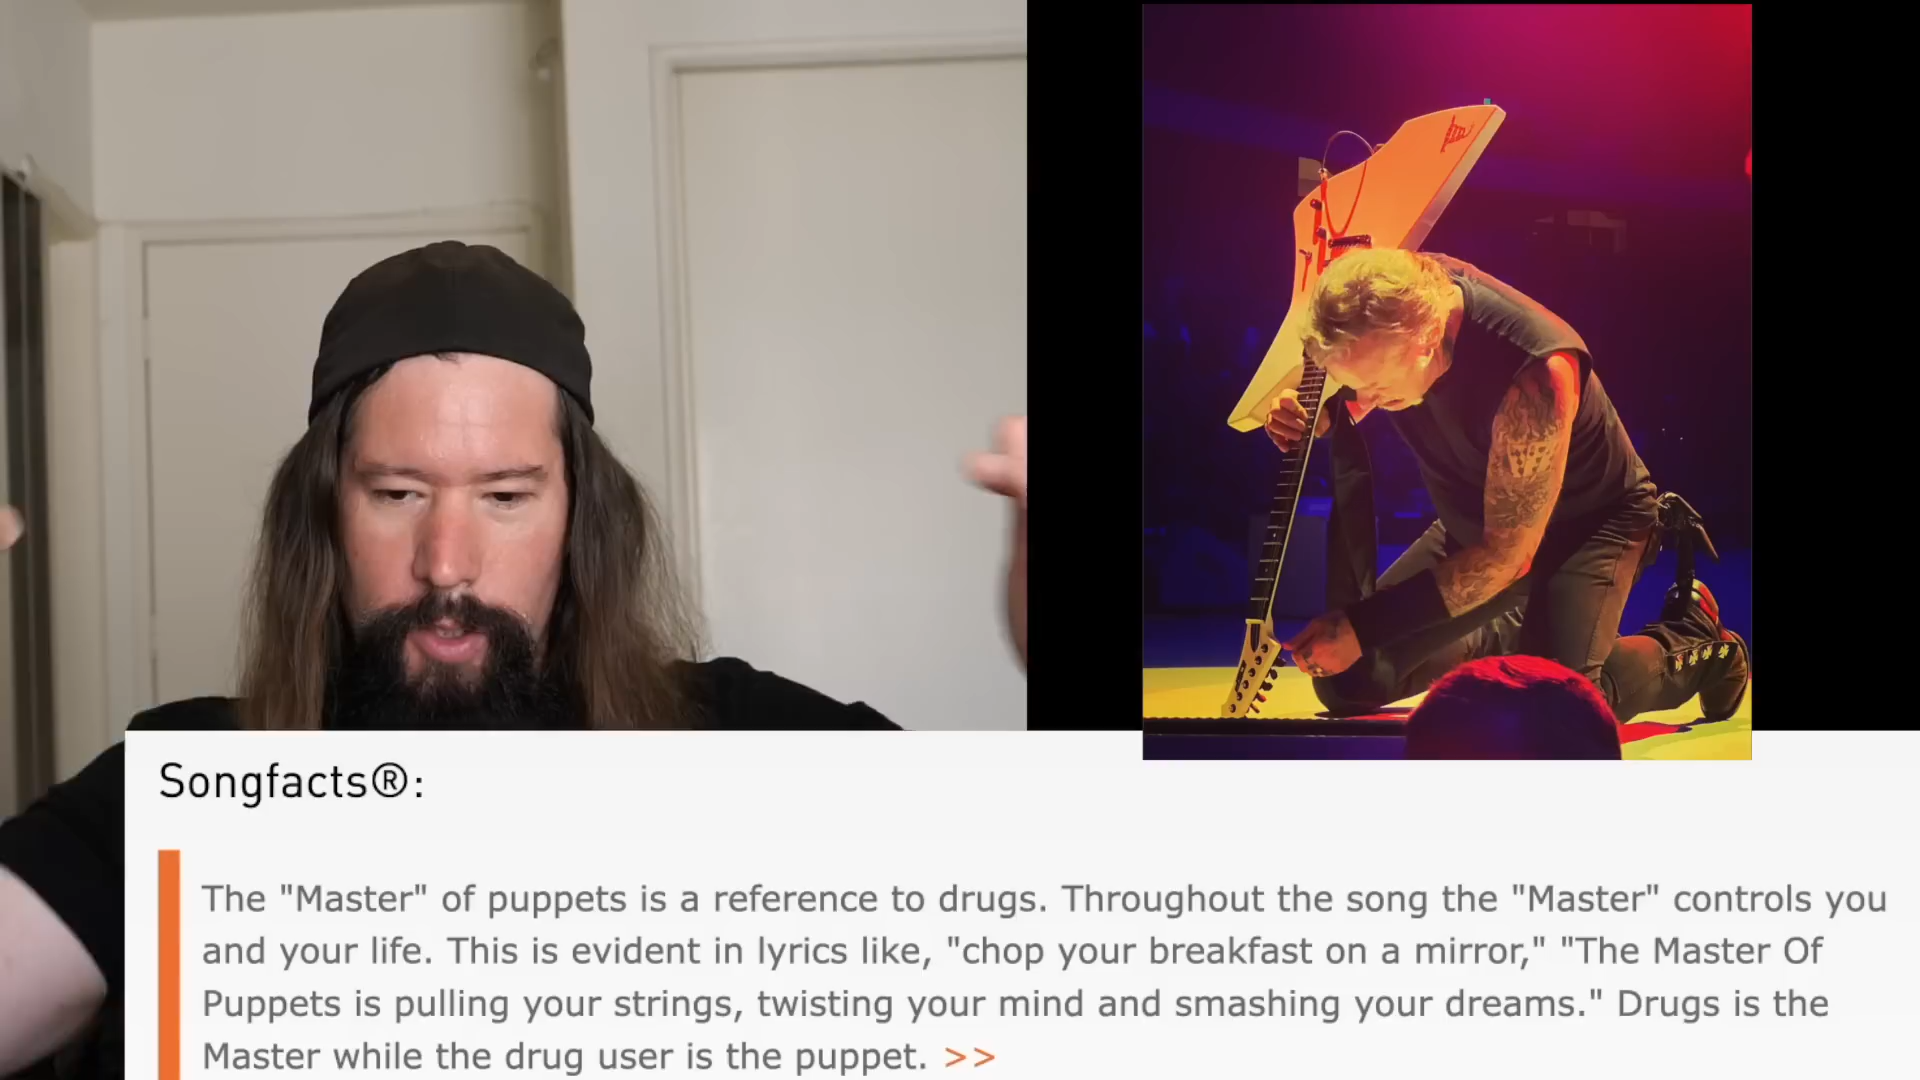 Songfacts®:
The "Master" of puppets is a reference to drugs. Throughout the song the "Master" controls you
and your life. This is evident in lyrics like, "chop your breakfast on a mirror," "The Master Of
Puppets is pulling your strings, twisting your mind and smashing your dreams." Drugs is the
Master while the drug user is the puppet. >>